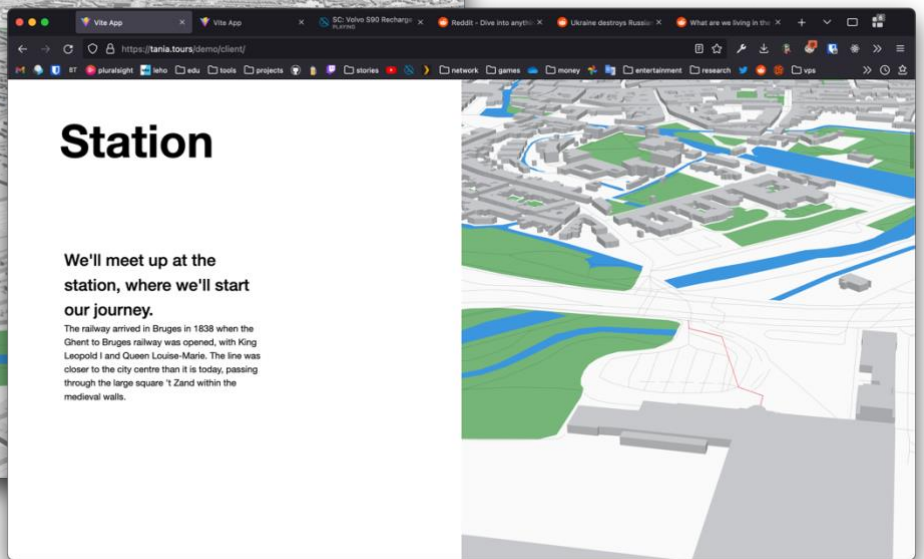 Vite App
Vite App
SC: Volvo S90 Recharge
PLAYING
Reddit - Dive into anythin
Ukraine destroys Russian
What are we living in the
https://tania.tours/demo/client/
BT
pluralsight
leho
edu
tools
projects
stories
network
games
money
entertainment
research
vps
Station
We'll meet up at the
station, where we'll start
our journey.
The railway arrived in Bruges in 1838 when the
Ghent to Bruges railway was opened, with King
Leopold I and Queen Louise-Marie. The line was
closer to the city centre than it is today, passing
through the large square 't Zand within the
medieval walls.